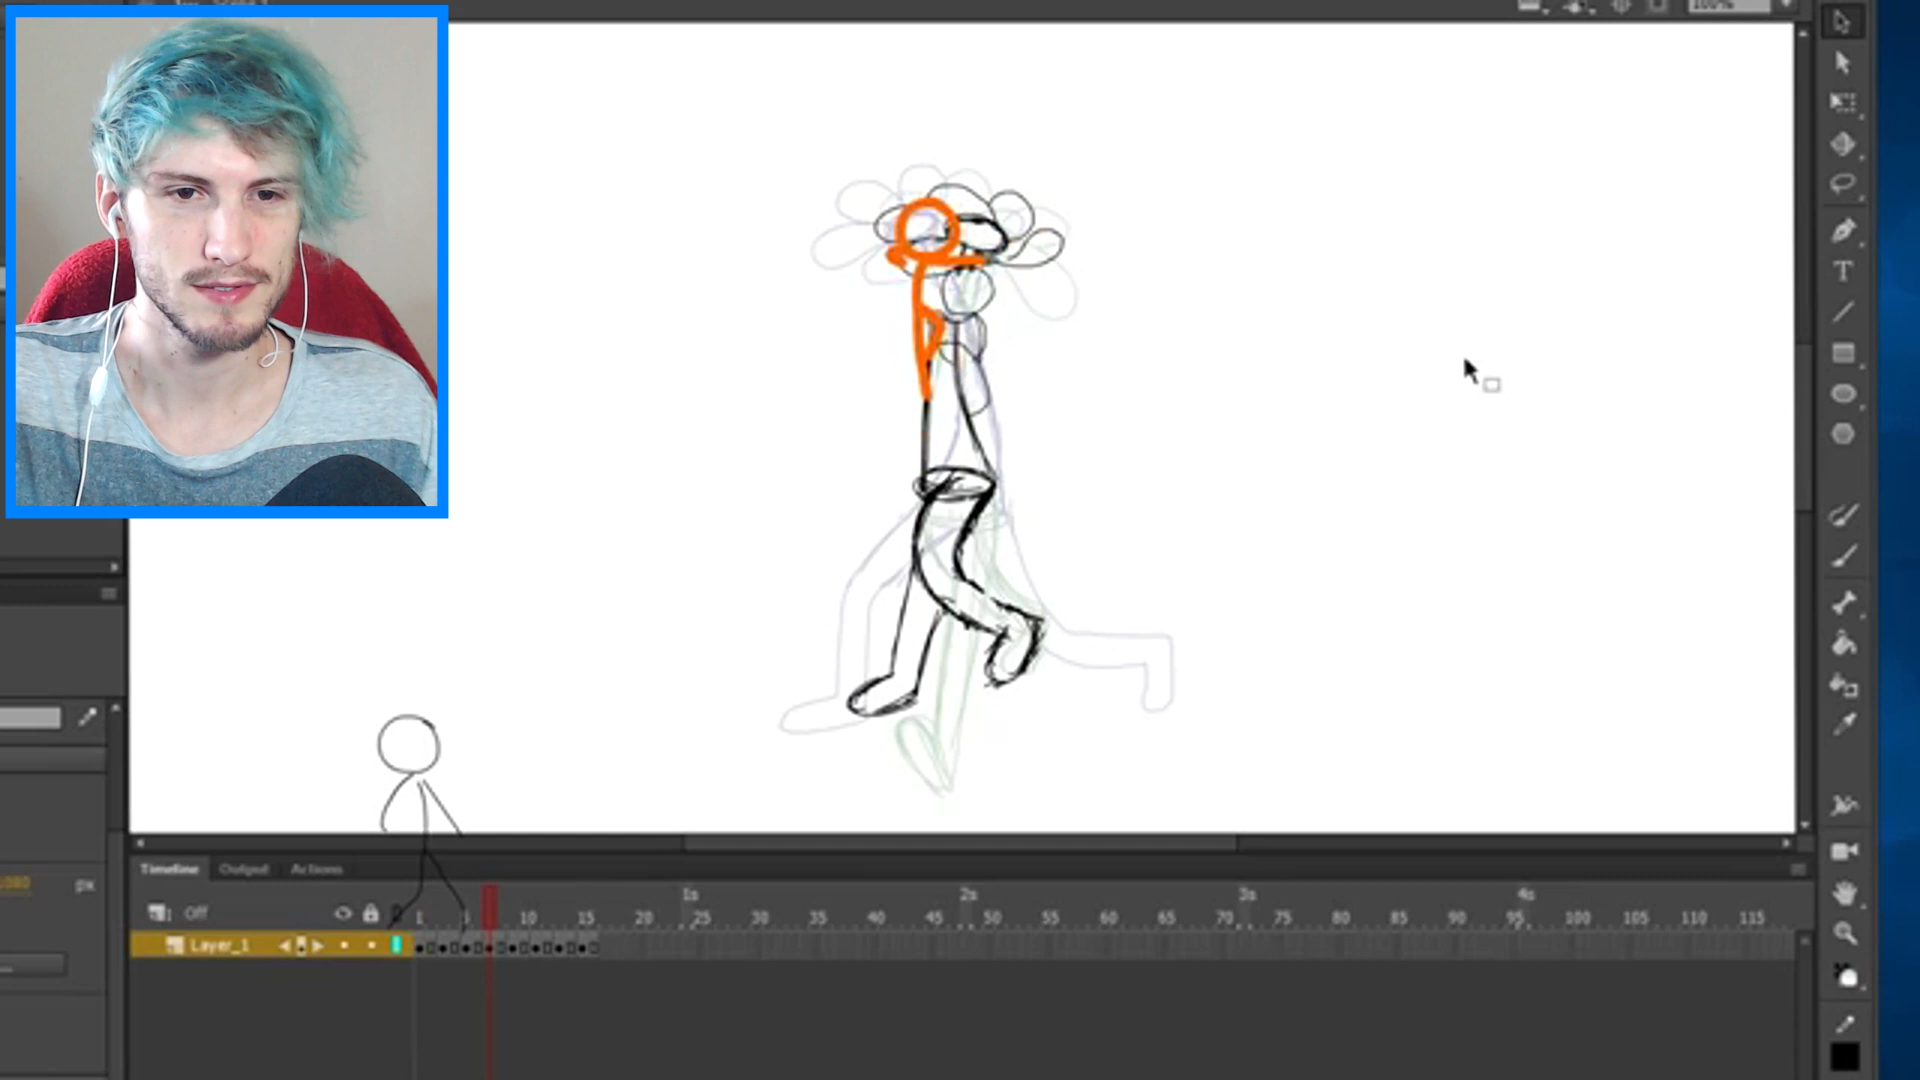 100%
Timeline Output Actions
1s 2s 3s 4s
Off 1 5 10 15 20 25 30 35 40 45 50 55 60 65 70 75 80 85 90 95 100 105 110 115
Layer_1
px
T